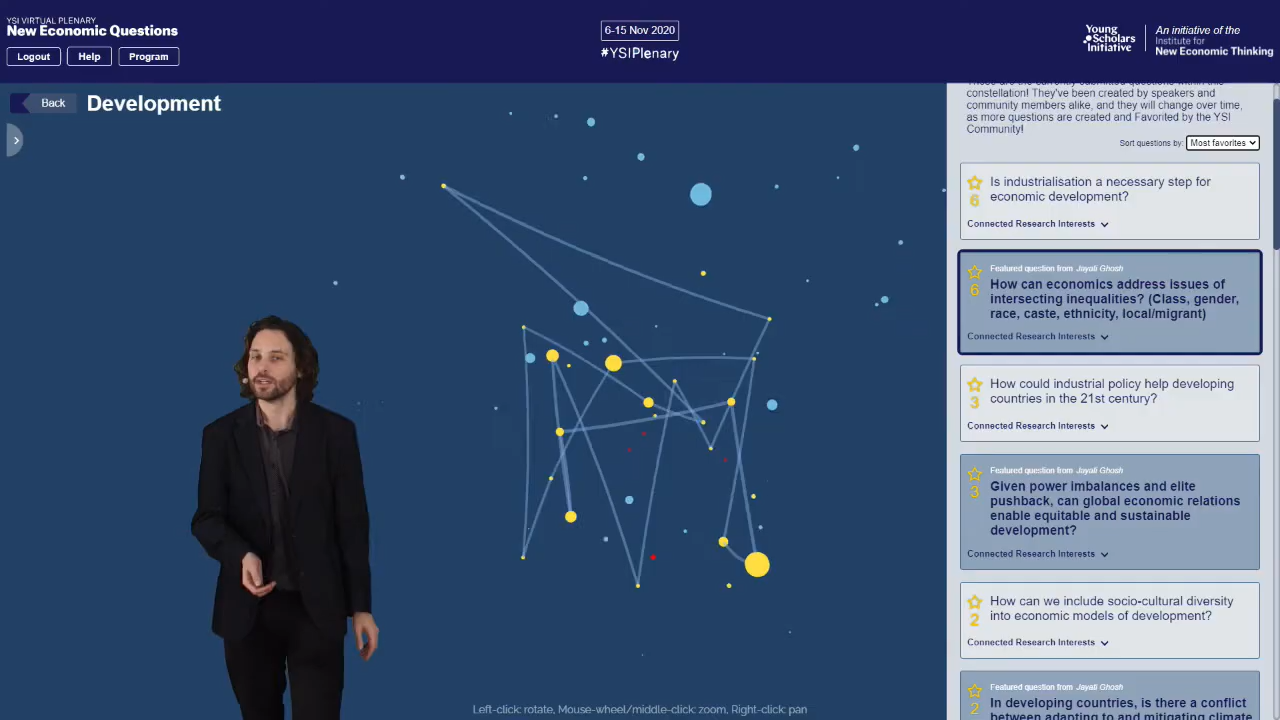 YSI VIRTUAL PLENARY
New Economic Questions
Logout
Help
Program
6-15 Nov 2020
#YSIPlenary
Young
Scholars
Initiative
An initiative of the
Institute for
New Economic Thinking
Back
Development
constellation! They've been created by speakers and
community members alike, and they will change over time,
as more questions are created and Favorited by the YSI
Community!
Sort questions by: Most favorites
Is industrialisation a necessary step for
economic development?
6
Connected Research Interests
Featured question from Jayati Ghosh
How can economics address issues of
intersecting inequalities? (Class, gender,
race, caste, ethnicity, local/migrant)
6
Connected Research Interests
How could industrial policy help developing
countries in the 21st century?
3
Connected Research Interests
Featured question from Jayati Ghosh
Given power imbalances and elite
pushback, can global economic relations
enable equitable and sustainable
development?
3
Connected Research Interests
How can we include socio-cultural diversity
into economic models of development?
2
Connected Research Interests
Featured question from Jayati Ghosh
In developing countries, is there a conflict
between adapting to and mitigating climate
2
Left-click: rotate, Mouse-wheel/middle-click: zoom, Right-click: pan